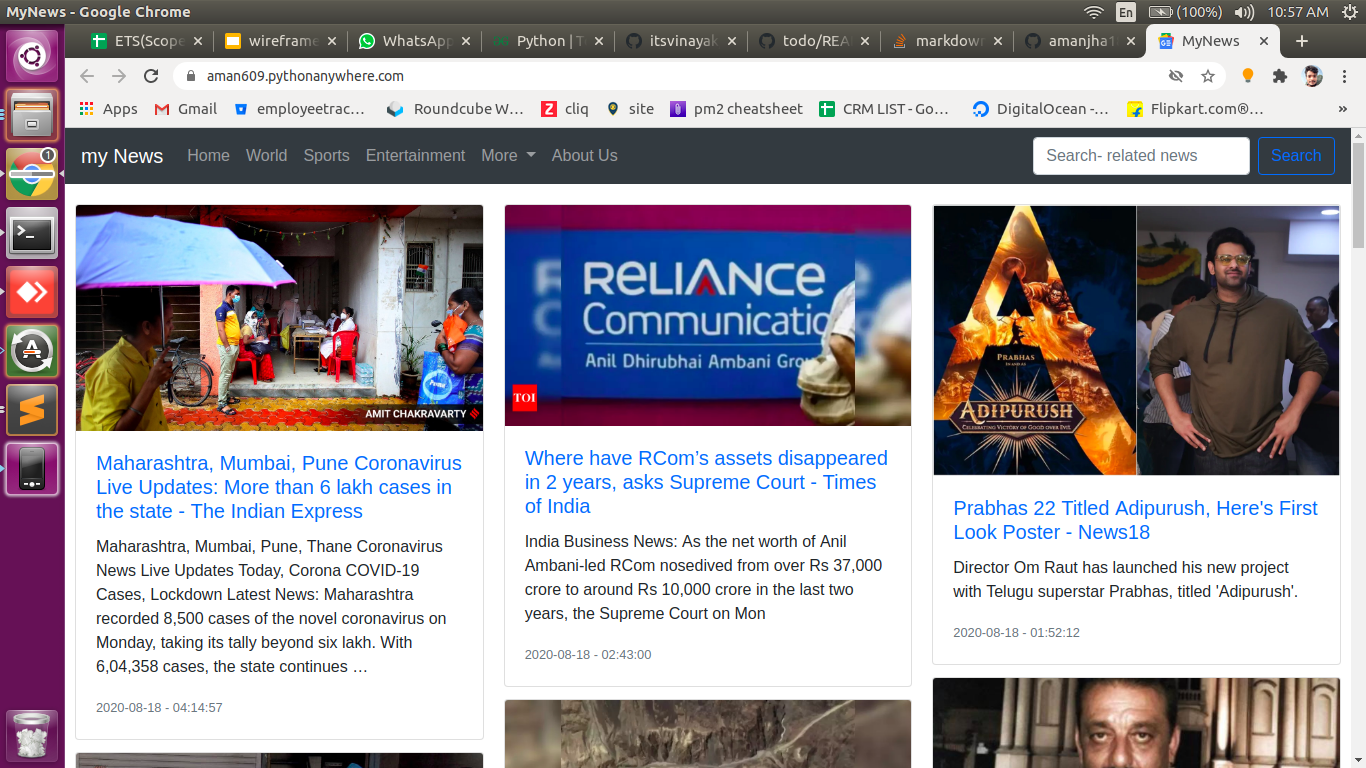 MyNews - Google Chrome
En
(100%)
10:57 AM
ETS(Scope
wireframe
WhatsApp
Python | T
itsvinayak
todo/REA
markdown
amanjha1
MyNews
aman609.pythonanywhere.com
Apps
Gmail
employeetrac...
Roundcube W...
cliq
site
pm2 cheatsheet
CRM LIST - Go...
DigitalOcean -...
Flipkart.com®...
»
my News
Home
World
Sports
Entertainment
More
About Us
Search- related news
Search
1
AMIT CHAKRAVARTY
Maharashtra, Mumbai, Pune Coronavirus
Live Updates: More than 6 lakh cases in
the state - The Indian Express
Maharashtra, Mumbai, Pune, Thane Coronavirus
News Live Updates Today, Corona COVID-19
Cases, Lockdown Latest News: Maharashtra
recorded 8,500 cases of the novel coronavirus on
Monday, taking its tally beyond six lakh. With
6,04,358 cases, the state continues …
2020-08-18 - 04:14:57
RELIANCE
Communicatio
Anil Dhirubhai Ambani Gro
TOI
Where have RCom’s assets disappeared
in 2 years, asks Supreme Court - Times
of India
India Business News: As the net worth of Anil
Ambani-led RCom nosedived from over Rs 37,000
crore to around Rs 10,000 crore in the last two
years, the Supreme Court on Mon
2020-08-18 - 02:43:00
PRABHAS
ADIPURUSH
CELEBRATING VICTORY OF GOOD OVER EVIL
Prabhas 22 Titled Adipurush, Here's First
Look Poster - News18
Director Om Raut has launched his new project
with Telugu superstar Prabhas, titled 'Adipurush'.
2020-08-18 - 01:52:12